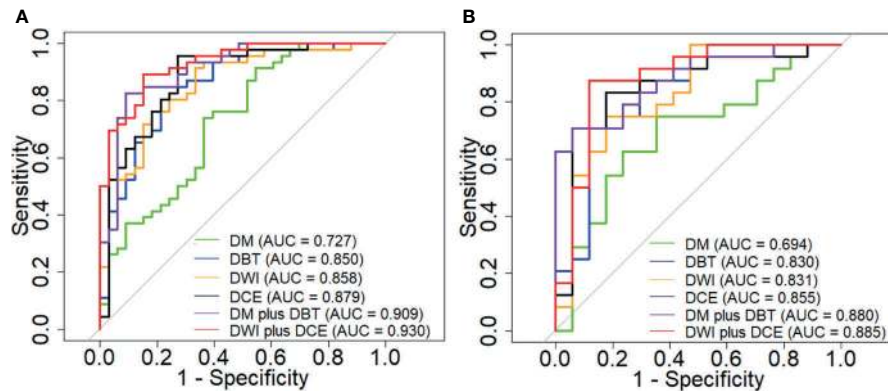 A
1.0
0.8
0.6
0.4
0.2
0.0
Sensitivity
DM (AUC = 0.727)
DBT (AUC = 0.850)
DWI (AUC = 0.858)
DCE (AUC = 0.879)
DM plus DBT (AUC = 0.909)
DWI plus DCE (AUC = 0.930)
0.0 0.2 0.4 0.6 0.8 1.0
1 - Specificity
B
1.0
0.8
0.6
0.4
0.2
0.0
Sensitivity
DM (AUC = 0.694)
DBT (AUC = 0.830)
DWI (AUC = 0.831)
DCE (AUC = 0.855)
DM plus DBT (AUC = 0.880)
DWI plus DCE (AUC = 0.885)
0.0 0.2 0.4 0.6 0.8 1.0
1 - Specificity